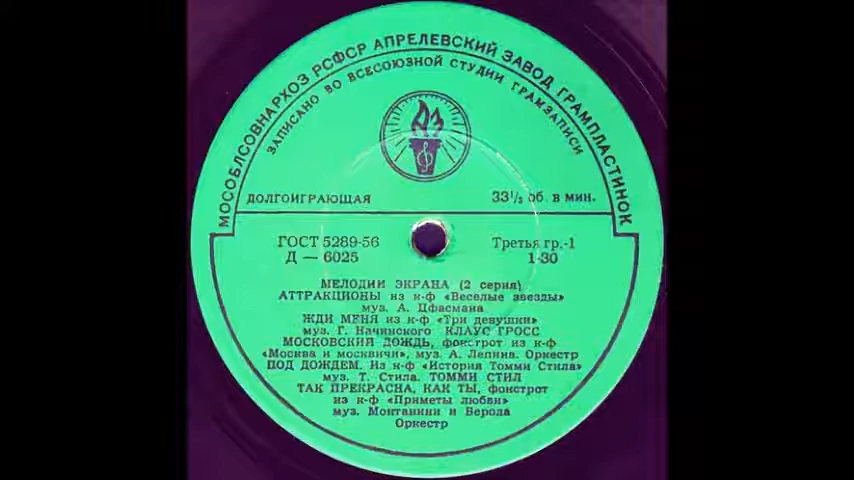 МОСОБЛСОВНАРХОЗ РСФСР АПРЕЛЕВСКИЙ ЗАВОД ГРАМПЛАСТИНОК
ЗАПИСАНО ВО ВСЕСОЮЗНОЙ СТУДИИ ГРАМЗАПИСИ
ДОЛГОИГРАЮЩАЯ 33⅓ об. в мин.
ГОСТ 5289-56 Третья гр.-1
Д — 6025 1-30
МЕЛОДИИ ЭКРАНА (2 серия)
АТТРАКЦИОНЫ из к-ф «Веселые звезды»
муз. А. Цфасмана
ЖДИ МЕНЯ из к-ф «Три девушки»
муз. Г. Начинского КЛАУС ГРОСС
МОСКОВСКИЙ ДОЖДЬ, фокстрот из к-ф
«Москва и москвичи», муз. А. Лепина. Оркестр
ПОД ДОЖДЕМ. Из к-ф «История Томми Стила»
муз. Т. Стила. ТОММИ СТИЛ
ТАК ПРЕКРАСНА, КАК ТЫ, фокстрот
из к-ф «Приметы любви»
муз. Монтанини и Верола
Оркестр